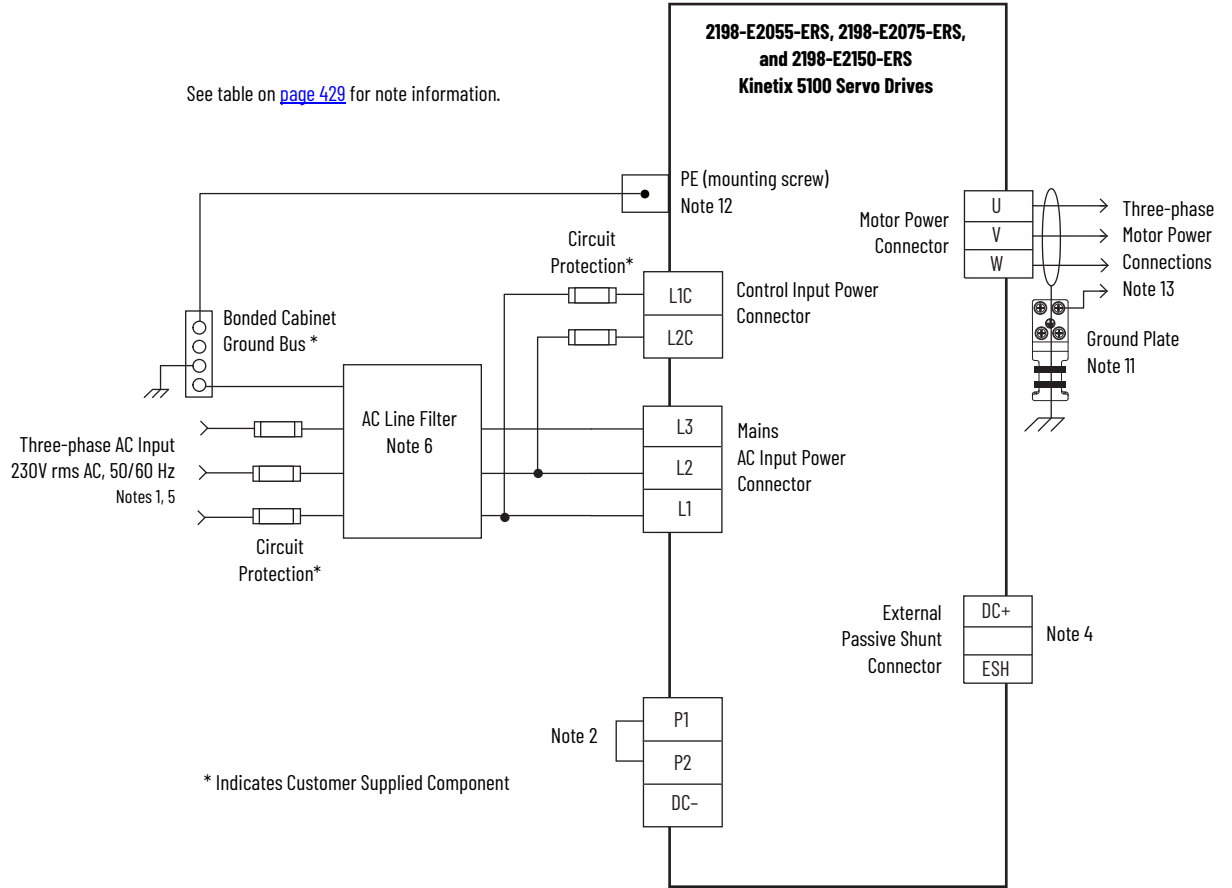 2198-E2055-ERS, 2198-E2075-ERS,
and 2198-E2150-ERS
Kinetix 5100 Servo Drives
See table on page 429 for note information.
PE (mounting screw)
Note 12
Motor Power
Connector
U
V
W
Three-phase
Motor Power
Connections
Note 13
Circuit
Protection*
L1C
L2C
Control Input Power
Connector
Bonded Cabinet
Ground Bus *
Ground Plate
Note 11
AC Line Filter
Note 6
L3
L2
L1
Mains
AC Input Power
Connector
Three-phase AC Input
230V rms AC, 50/60 Hz
Notes 1, 5
Circuit
Protection*
External
Passive Shunt
Connector
DC+
ESH
Note 4
Note 2
P1
P2
DC–
* Indicates Customer Supplied Component